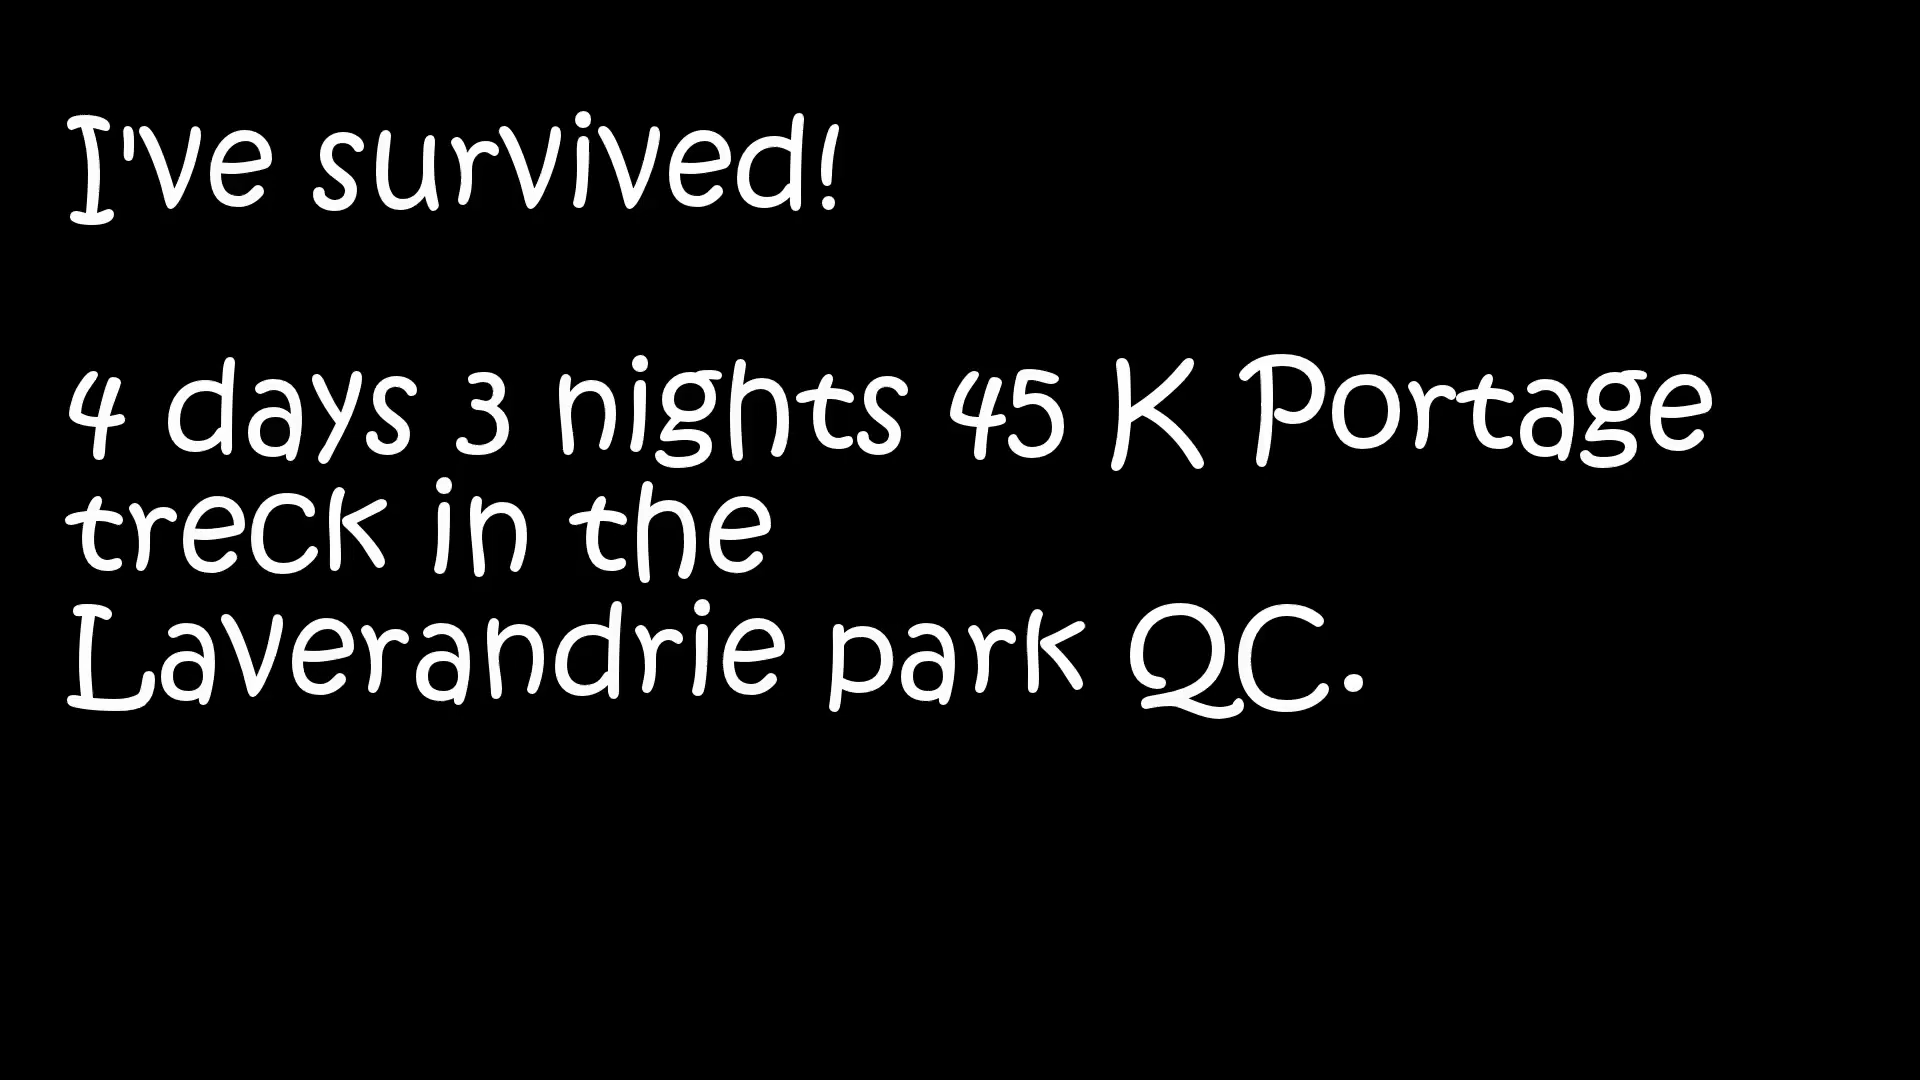 I've survived!
4 days 3 nights 45 K Portage
treck in the
Laverandrie park QC.